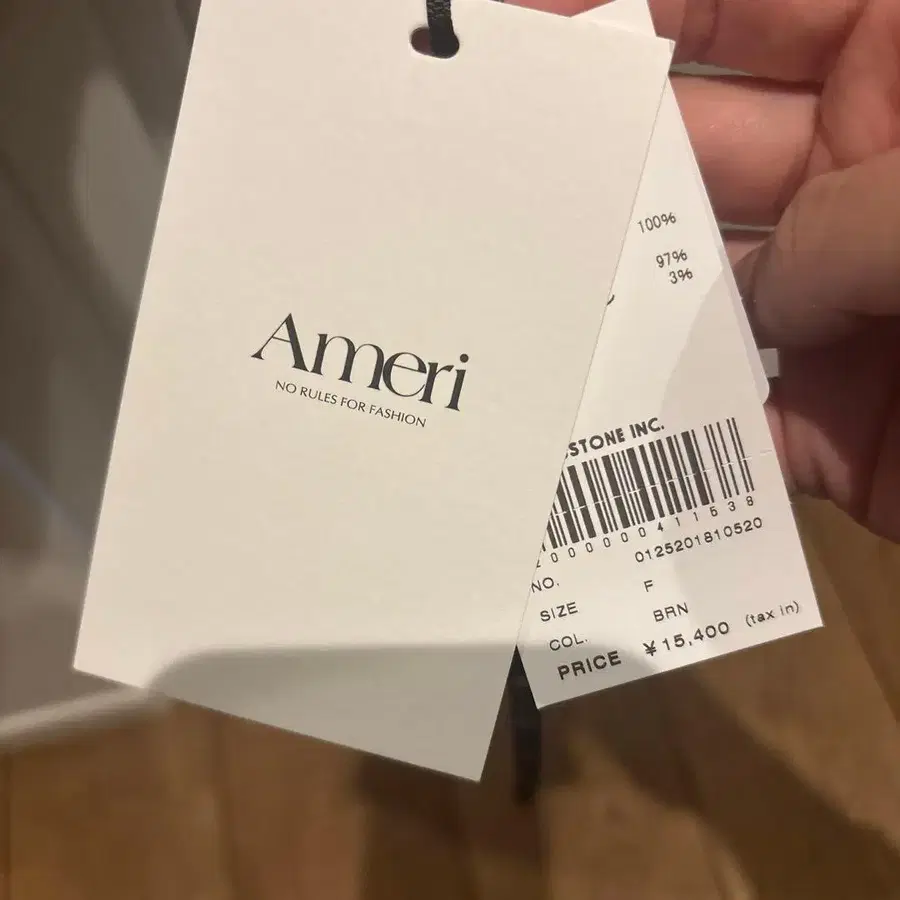 Ameri
NO RULES FOR FASHION
100%
97%
3%
STONE INC.
000000411538
NO. 0125201810520
SIZE F
COL. BRN
PRICE ¥15,400 (tax in)